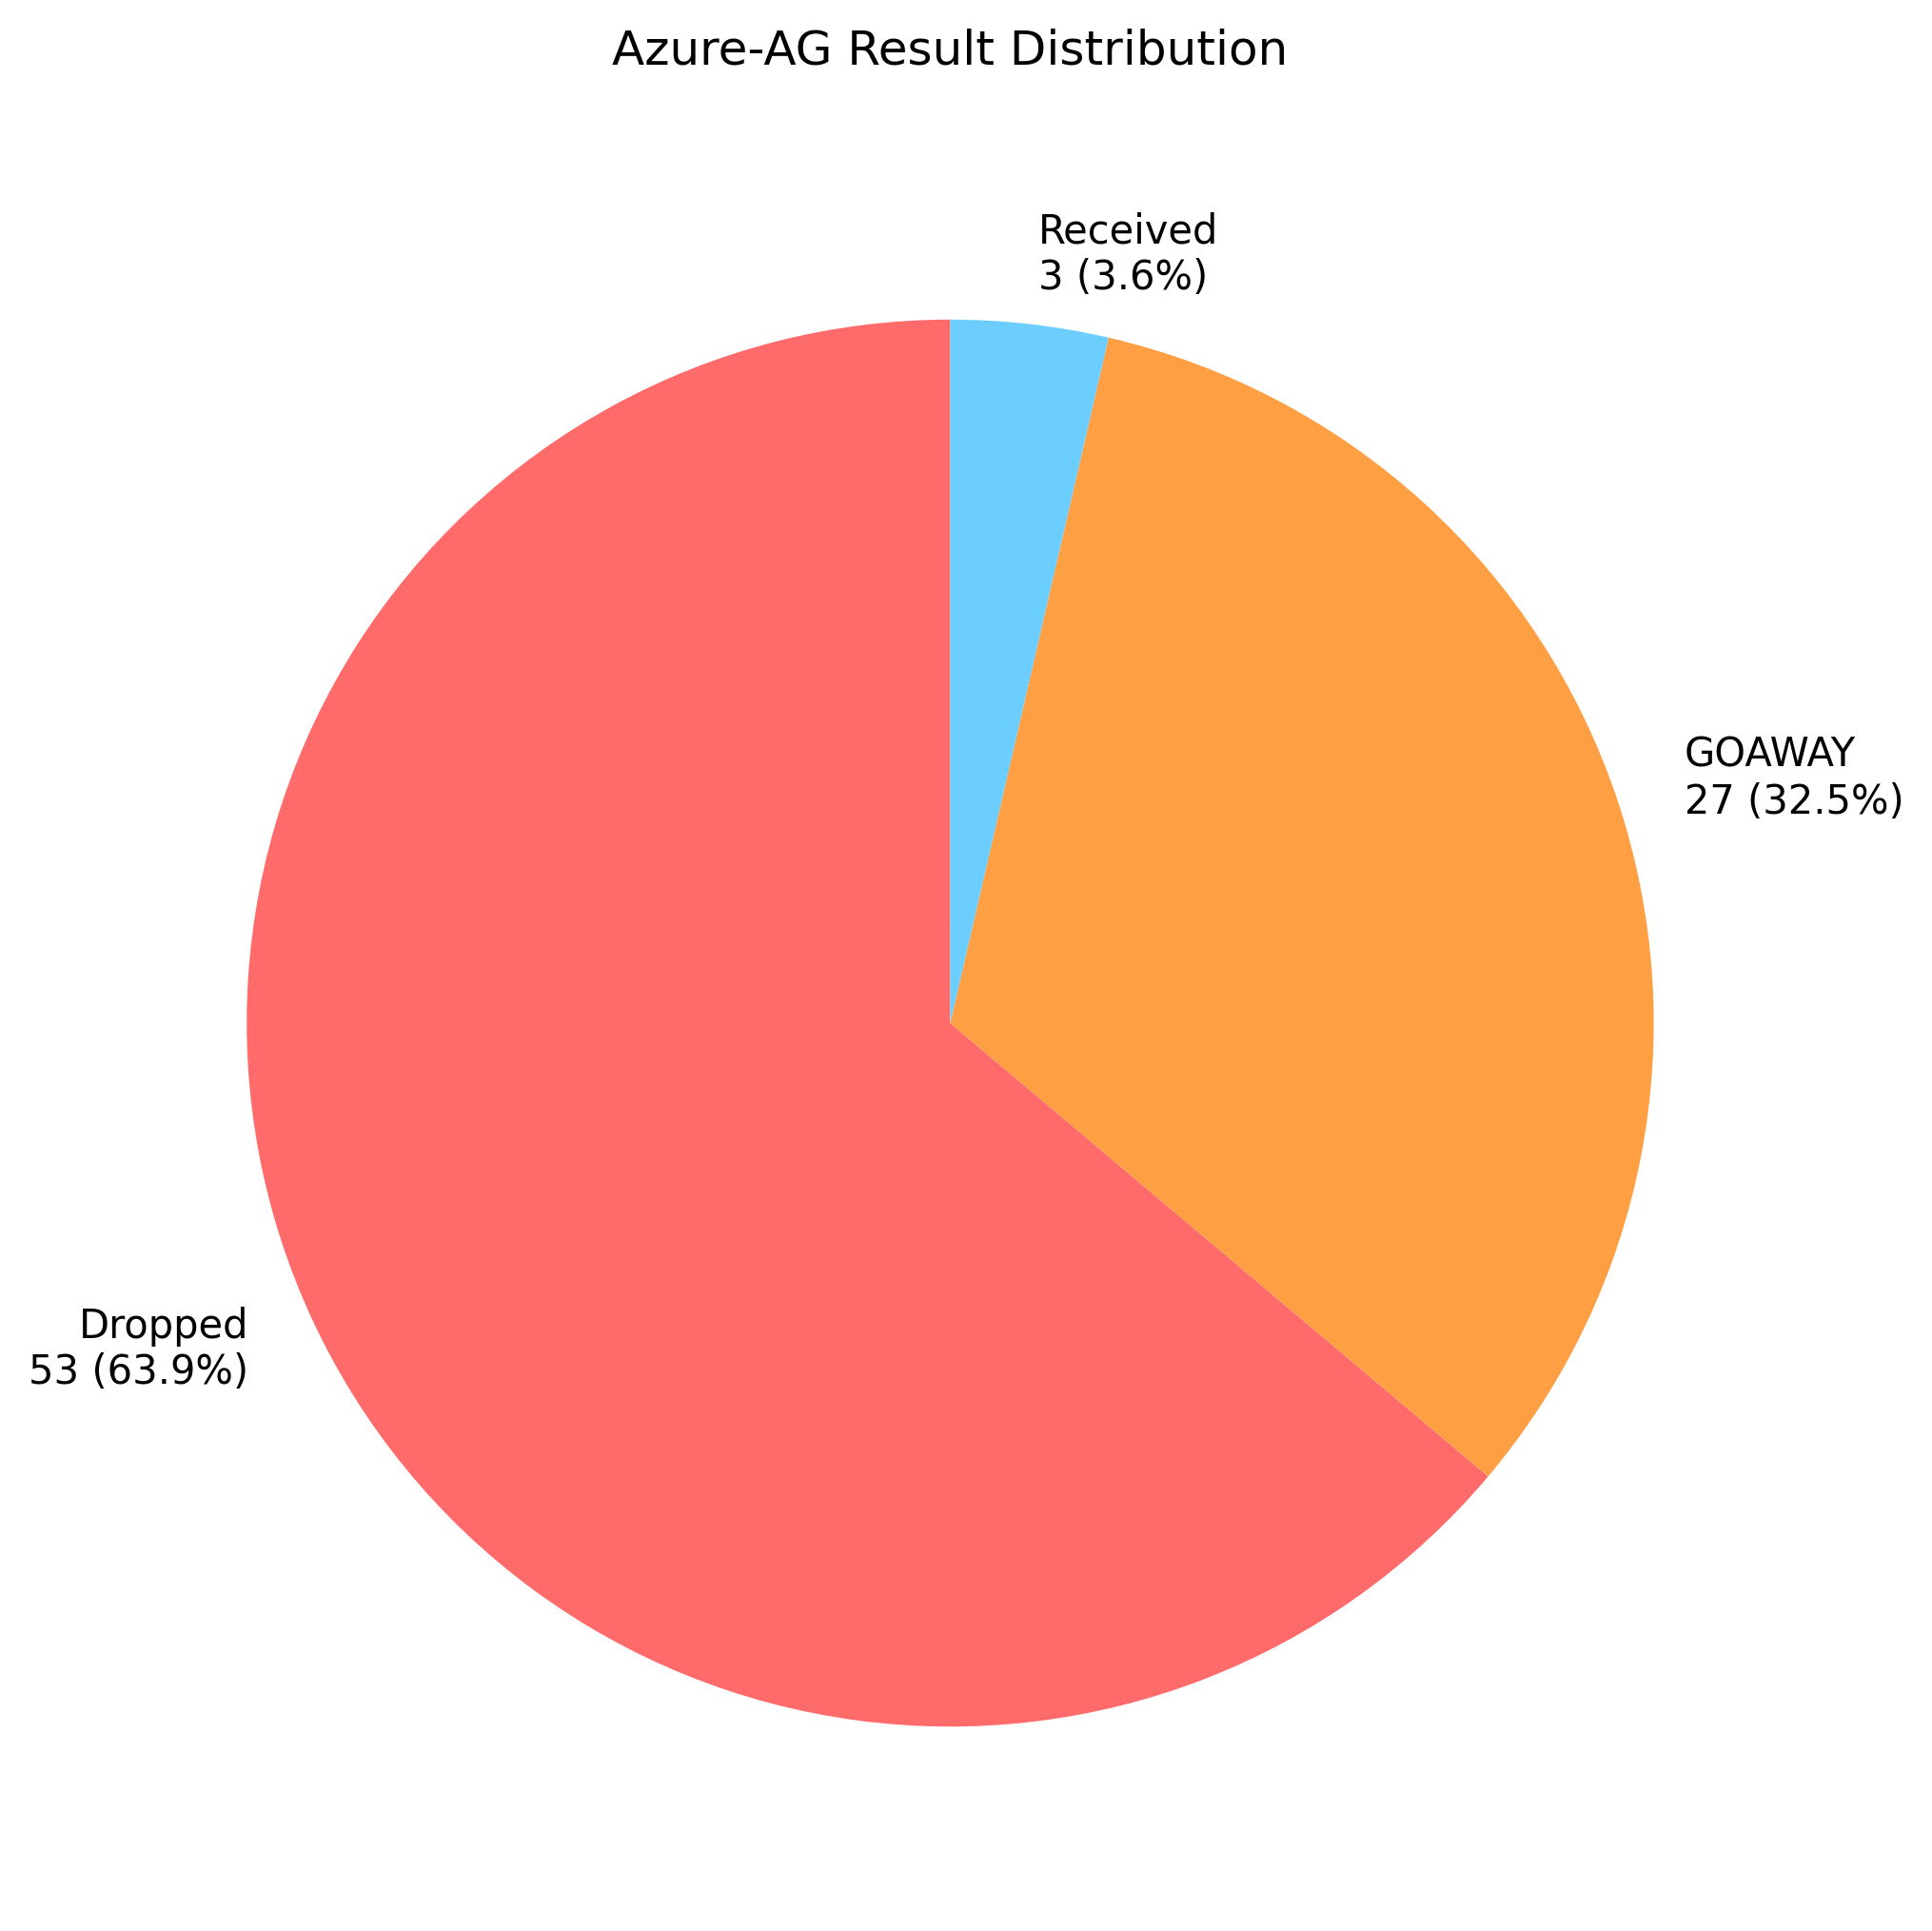 Azure-AG Result Distribution
Received
3 (3.6%)
GOAWAY
27 (32.5%)
Dropped
53 (63.9%)